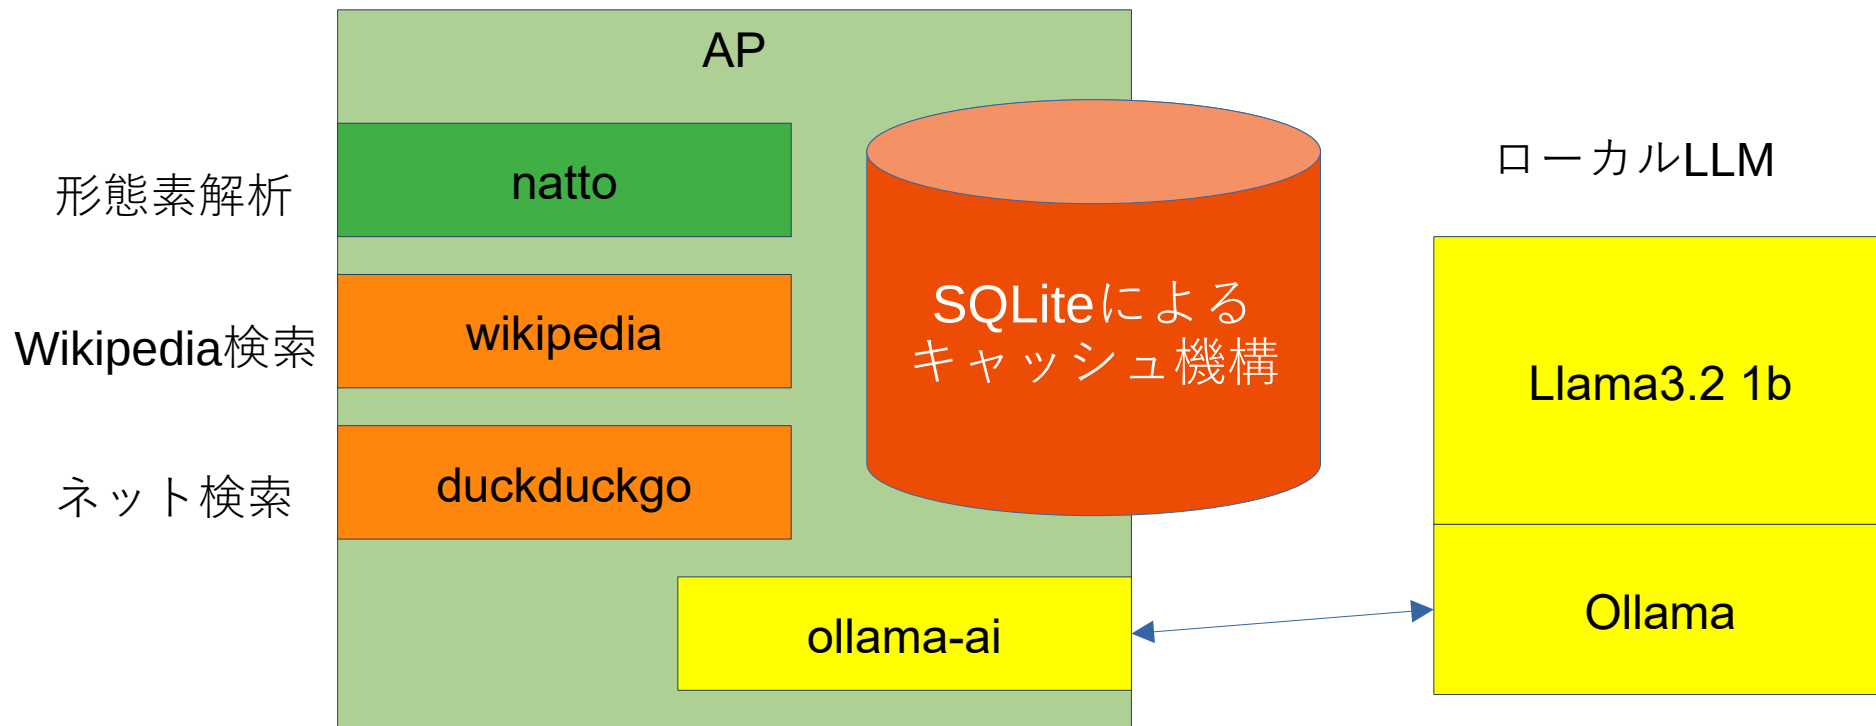 AP
形態素解析
natto
Wikipedia検索
wikipedia
ネット検索
duckduckgo
ollama-ai
SQLiteによる
キャッシュ機構
ローカルLLM
Llama3.2 1b
Ollama